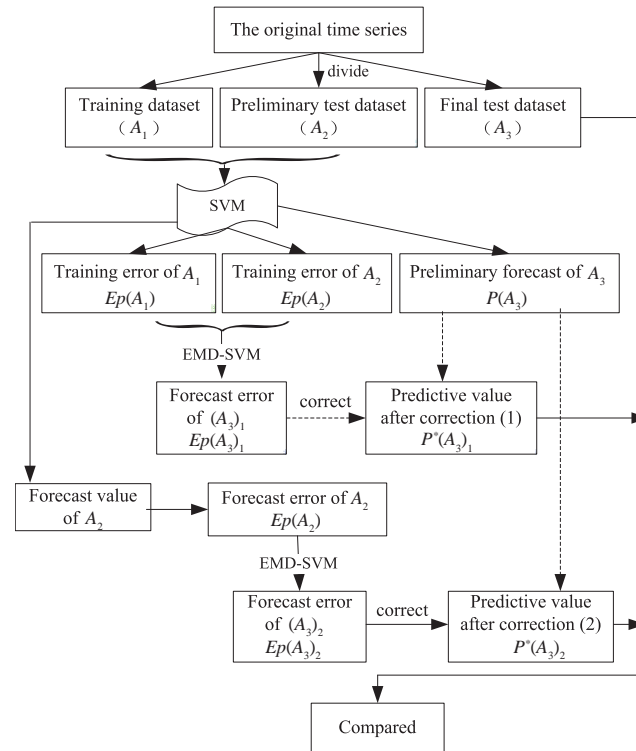 The original time series
divide
Training dataset
(A₁)
Preliminary test dataset
(A₂)
Final test dataset
(A₃)
SVM
Training error of A₁
Ep(A₁)
Training error of A₂
Ep(A₂)
Preliminary forecast of A₃
P(A₃)
EMD-SVM
Forecast error
of (A₃)₁
Ep(A₃)₁
correct
Predictive value
after correction (1)
P*(A₃)₁
Forecast value
of A₂
Forecast error of A₂
Ep(A₂)
EMD-SVM
Forecast error
of (A₃)₂
Ep(A₃)₂
correct
Predictive value
after correction (2)
P*(A₃)₂
Compared